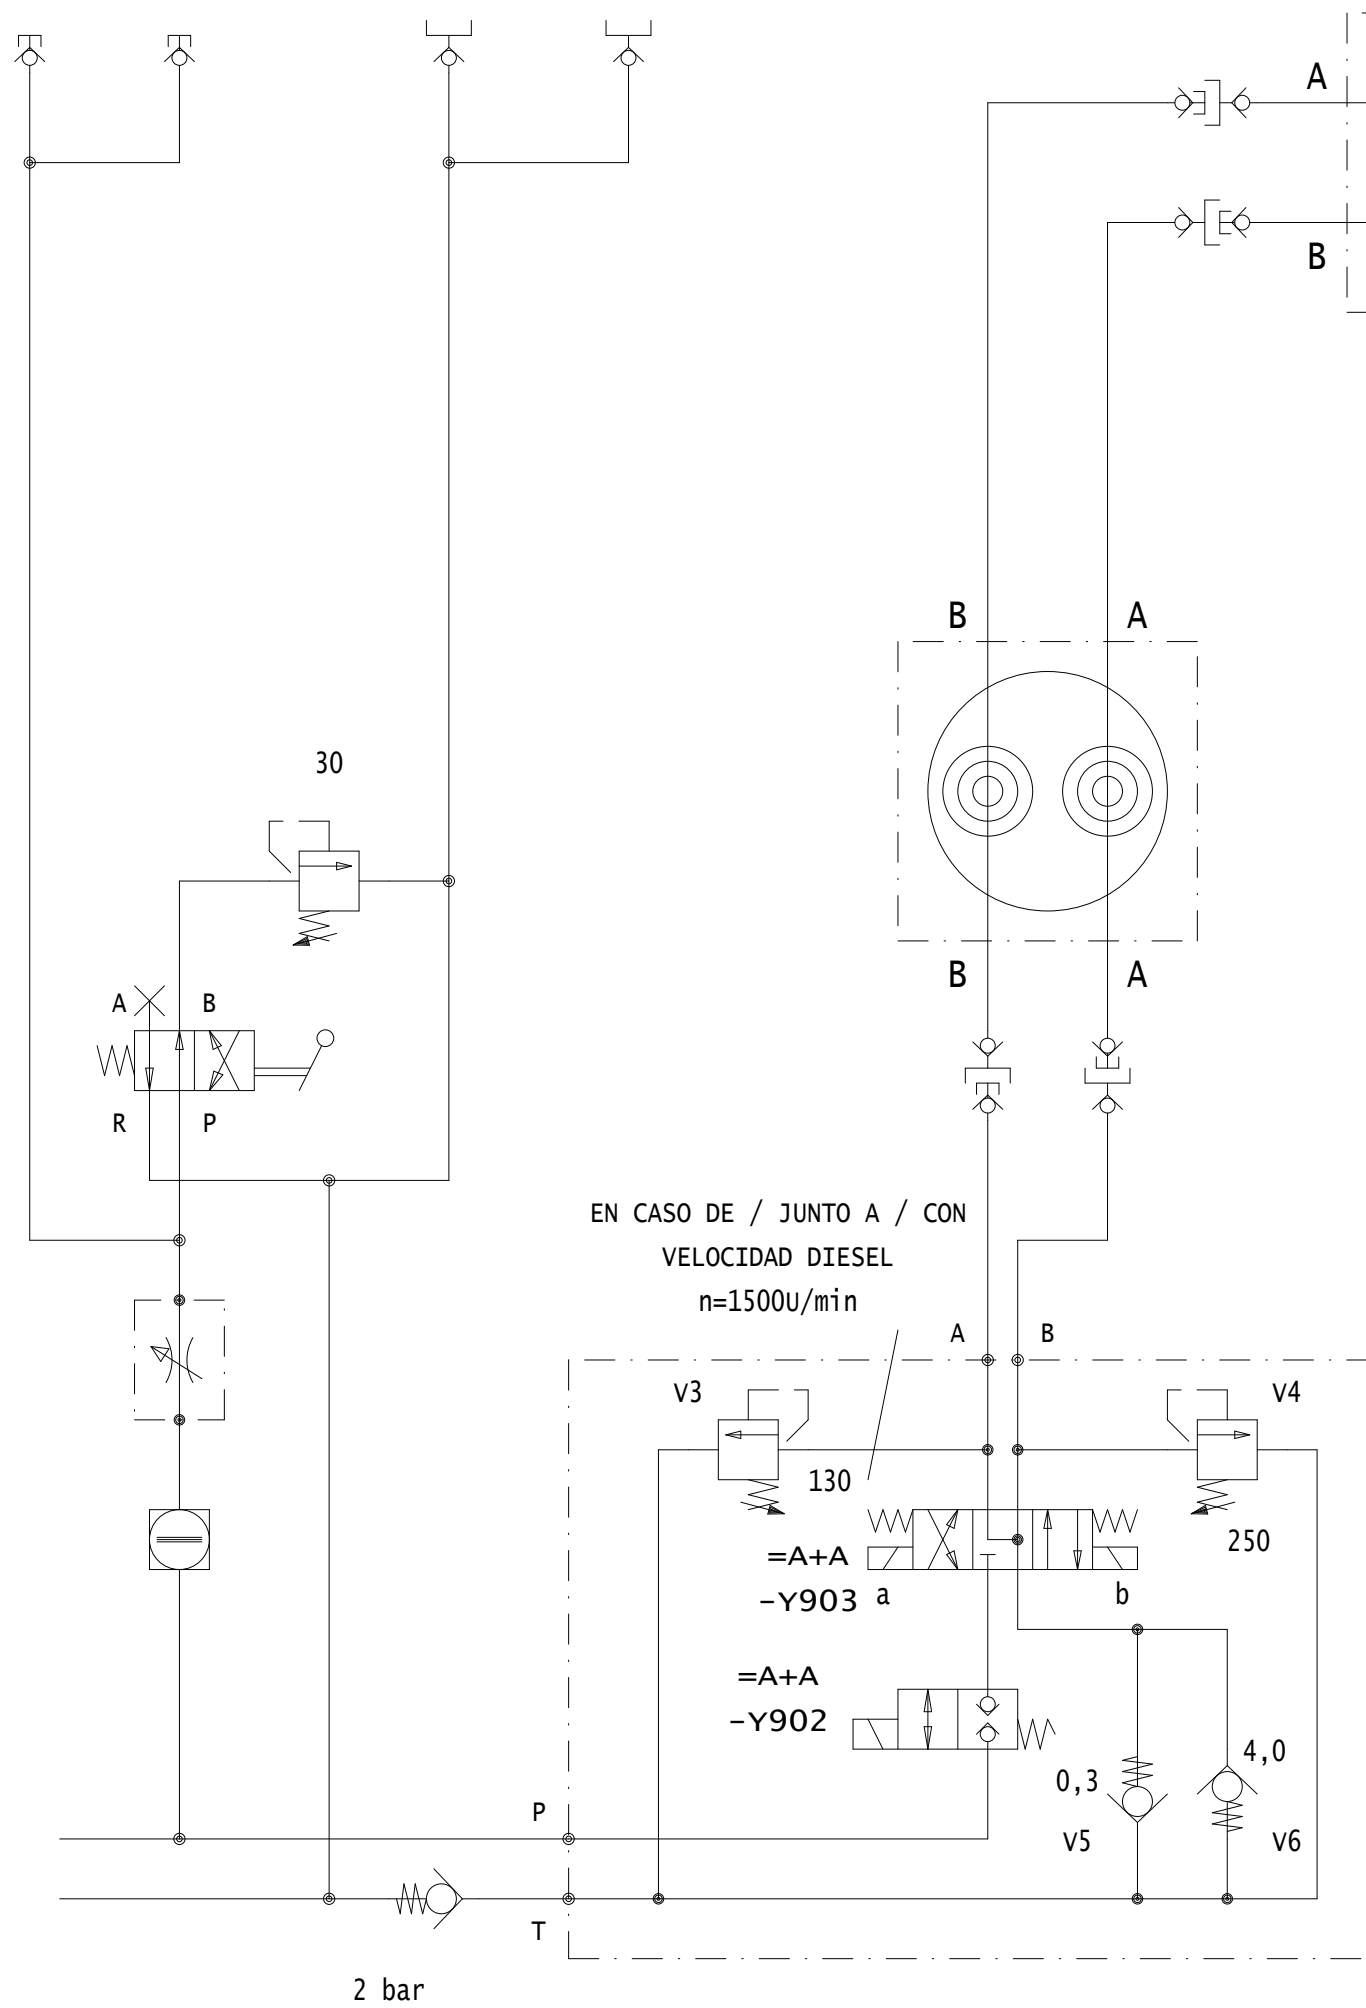 A
B
B A
30
B A
A B
R P
EN CASO DE / JUNTO A / CON
VELOCIDAD DIESEL
n=1500U/min
A B
V3 V4
130
250
=A+A
-Y903 a b
=A+A
-Y902
4,0
0,3
P
V5 V6
T
2 bar